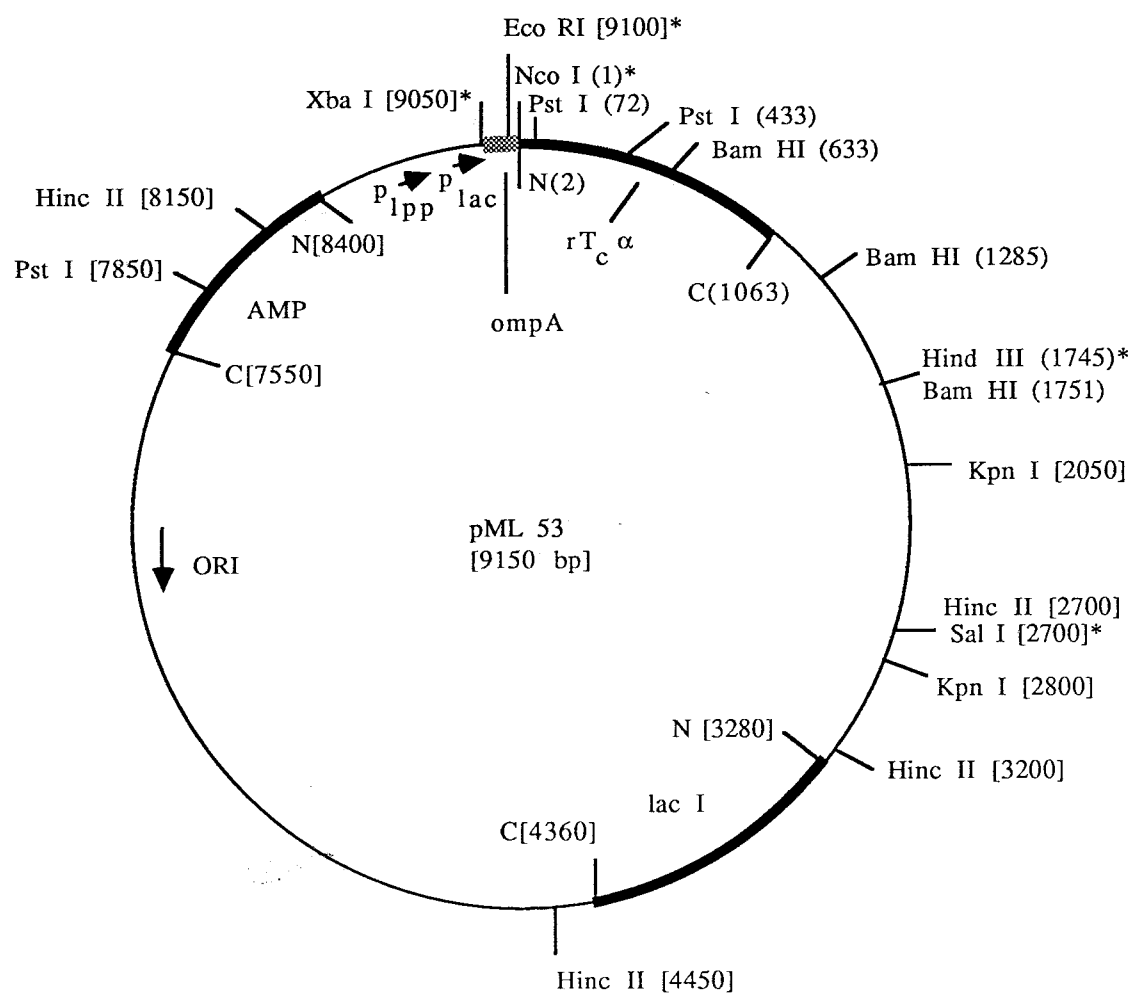 Eco RI [9100]*
Nco I (1)*
Xba I [9050]*
Pst I (72)
Pst I (433)
Bam HI (633)
Hinc II [8150]
P lpp
P lac
N(2)
N[8400]
rTc α
Pst I [7850]
Bam HI (1285)
C(1063)
AMP
ompA
Hind III (1745)*
C[7550]
Bam HI (1751)
Kpn I [2050]
pML 53
[9150 bp]
ORI
Hinc II [2700]
Sal I [2700]*
Kpn I [2800]
N [3280]
Hinc II [3200]
lac I
C[4360]
Hinc II [4450]